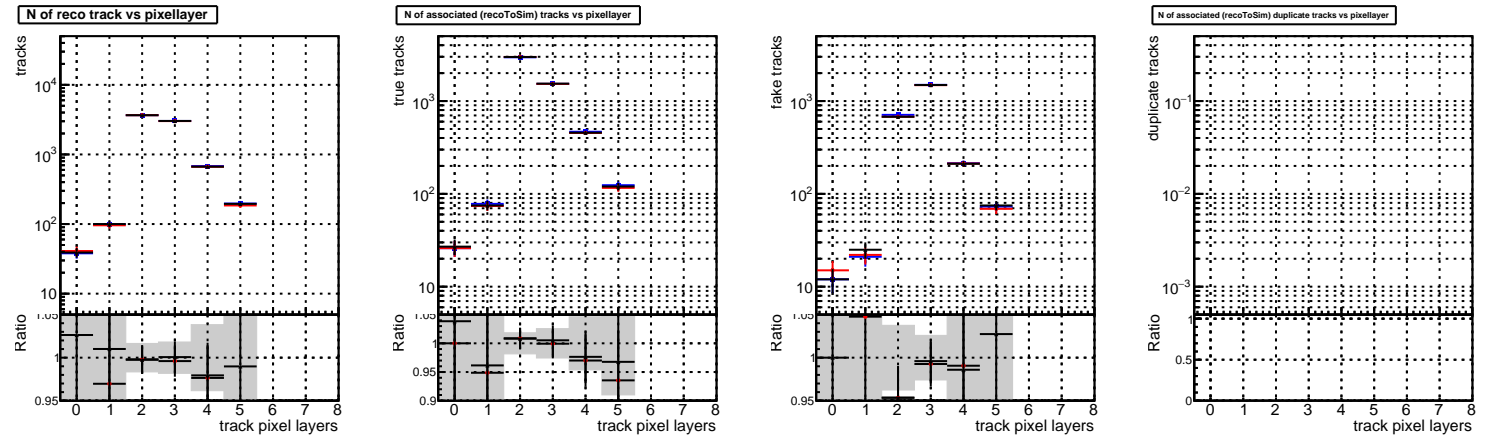 N of reco track vs pixellayer
tracks
10⁴
10³
10²
10
Ratio
1.05
1
0.95
0 1 2 3 4 5 6 7 8
track pixel layers
N of associated (recoToSim) tracks vs pixellayer
true tracks
10³
10²
10
Ratio
1
0.95
0.9
0 1 2 3 4 5 6 7 8
track pixel layers
fake tracks
10³
10²
10
Ratio
1.05
1
0.95
0 1 2 3 4 5 6 7 8
track pixel layers
N of associated (recoToSim) duplicate tracks vs pixellayer
duplicate tracks
10⁻¹
10⁻²
10⁻³
Ratio
1
0.5
0
0 1 2 3 4 5 6 7 8
track pixel layers